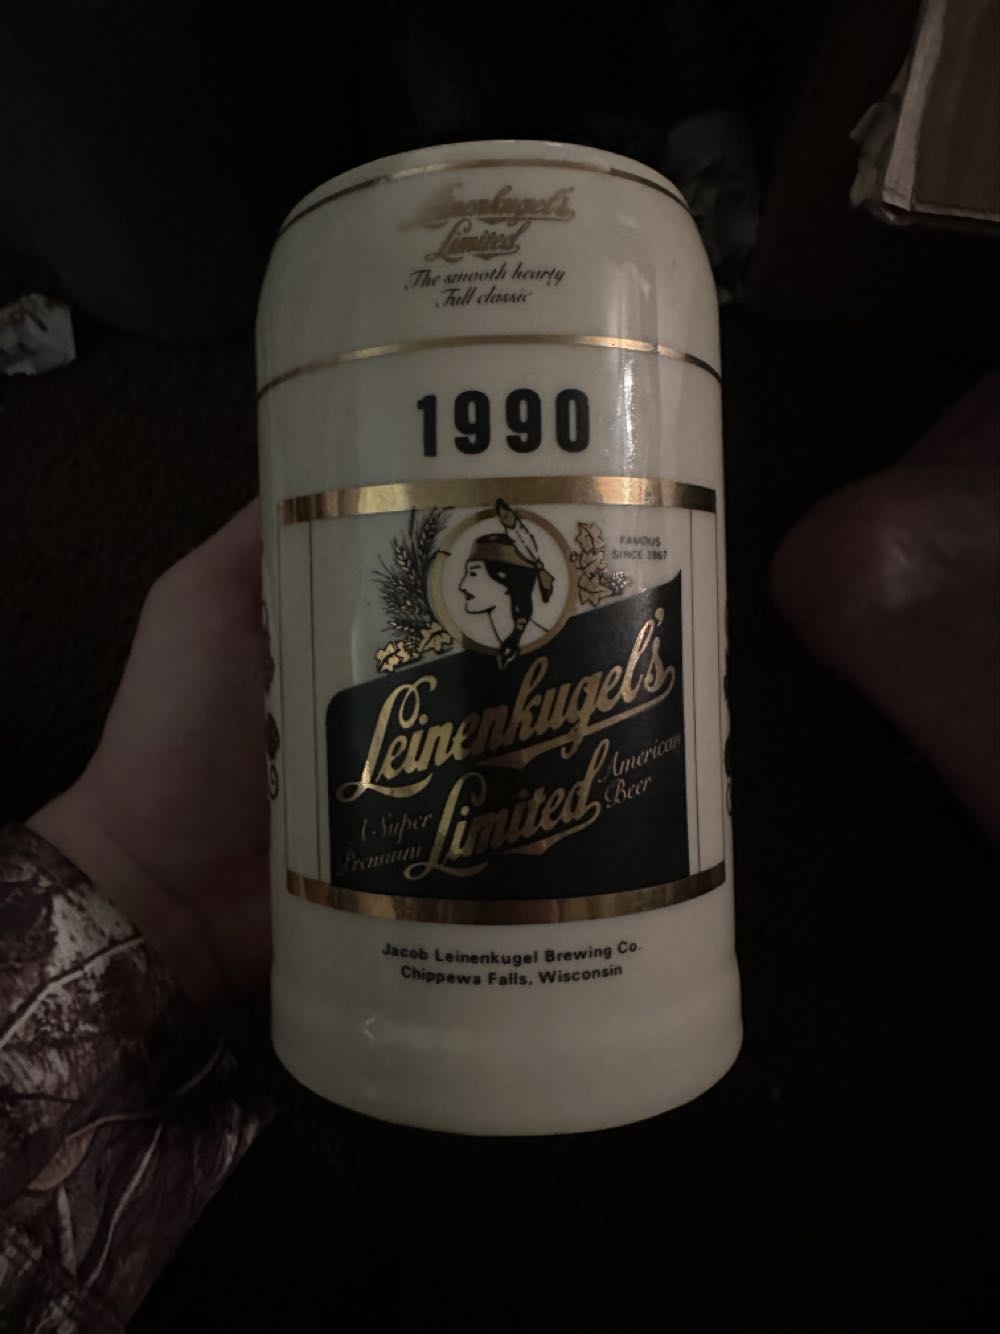 Leinenkugel's
Limited
The smooth hearty
Fall classic
1990
FAMOUS
SINCE 1867
Leinenkugel's
Limited
A Super
Premium
American
Beer
Jacob Leinenkugel Brewing Co.
Chippewa Falls, Wisconsin